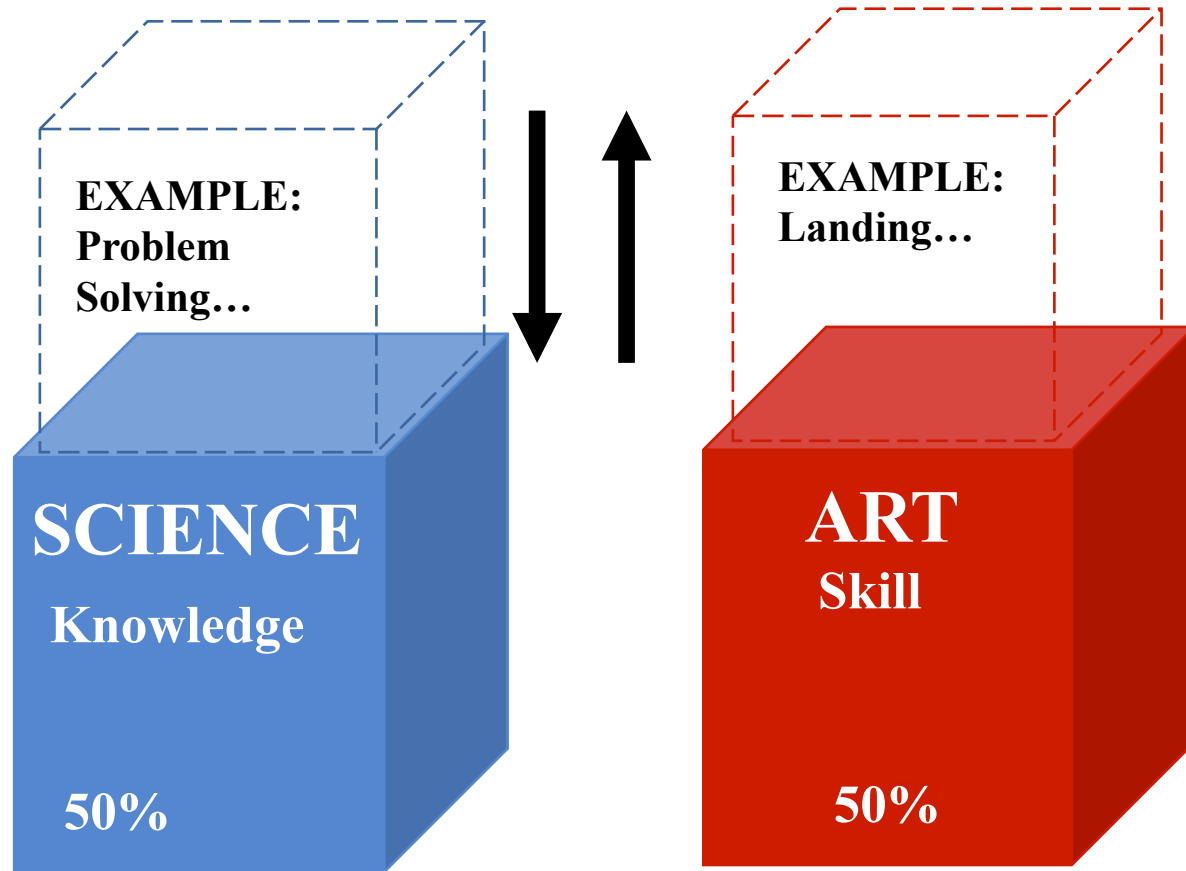 EXAMPLE:
Problem
Solving…
SCIENCE
Knowledge
50%
EXAMPLE:
Landing…
ART
Skill
50%